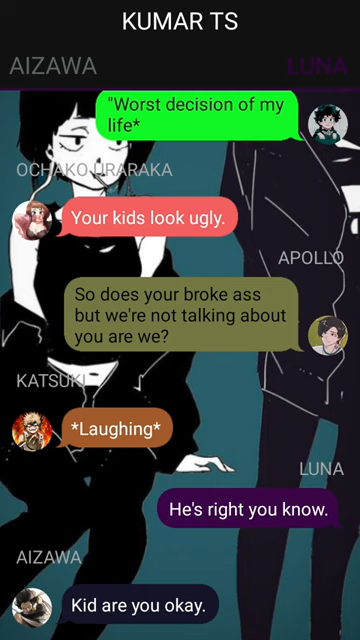 KUMAR TS
AIZAWA
LUNA
"Worst decision of my
life*
OCHAKO URARAKA
Your kids look ugly.
APOLLO
So does your broke ass
but we're not talking about
you are we?
KATSUKI
*Laughing*
LUNA
He's right you know.
AIZAWA
Kid are you okay.